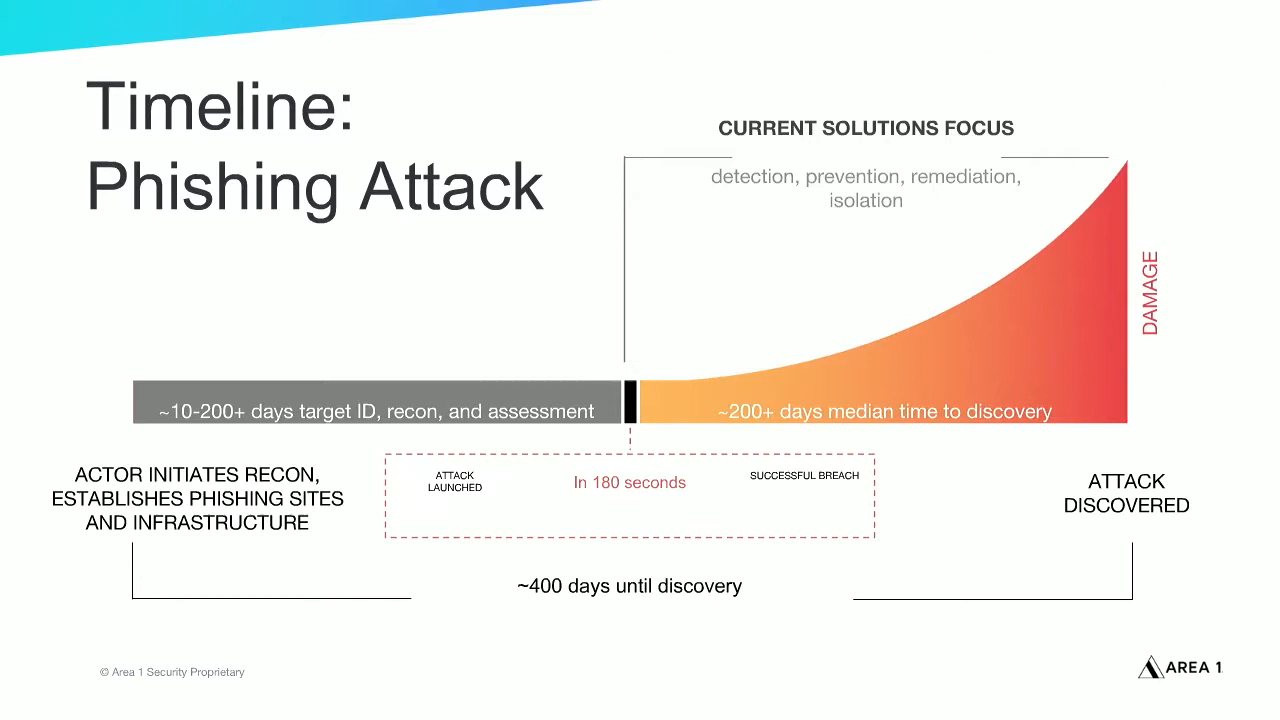 Timeline:
Phishing Attack
CURRENT SOLUTIONS FOCUS
detection, prevention, remediation,
isolation
DAMAGE
~10-200+ days target ID, recon, and assessment
~200+ days median time to discovery
ACTOR INITIATES RECON,
ESTABLISHES PHISHING SITES
AND INFRASTRUCTURE
ATTACK
LAUNCHED
In 180 seconds
SUCCESSFUL BREACH
ATTACK
DISCOVERED
~400 days until discovery
© Area 1 Security Proprietary
AREA 1